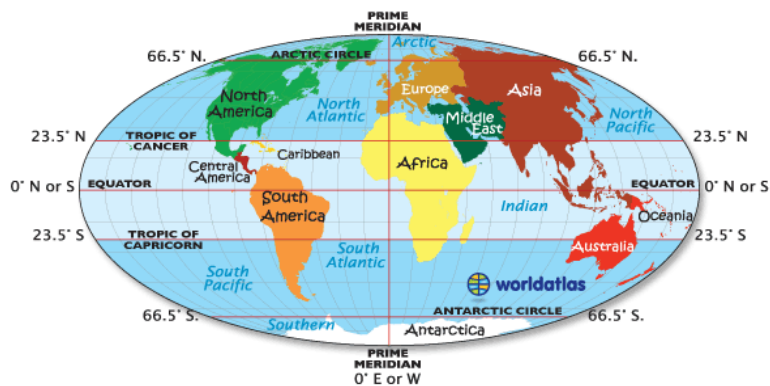 PRIME
MERIDIAN
Arctic
66.5° N.
ARCTIC CIRCLE
66.5° N.
North
America
North
Atlantic
Europe
Asia
Middle
East
North
Pacific
23.5° N
TROPIC OF
CANCER
23.5° N
Caribbean
Central
America
Africa
0° N or S
EQUATOR
EQUATOR
0° N or S
South
America
Indian
Oceania
23.5° S
TROPIC OF
CAPRICORN
23.5° S
Australia
South
Atlantic
South
Pacific
worldatlas
66.5° S.
ANTARCTIC CIRCLE
66.5° S.
Southern
Antarctica
PRIME
MERIDIAN
0° E or W